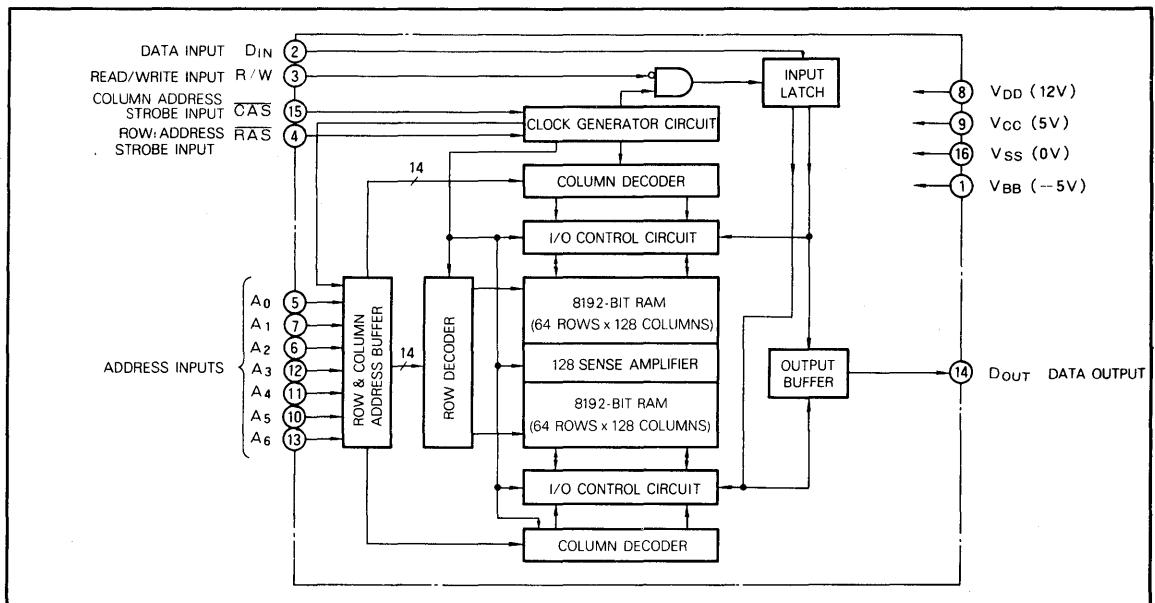 DATA INPUT DIN 2
READ/WRITE INPUT R/W 3
COLUMN ADDRESS
STROBE INPUT CAS 15
ROW: ADDRESS RAS 4
STROBE INPUT
INPUT
LATCH
CLOCK GENERATOR CIRCUIT
8 VDD (12V)
9 VCC (5V)
16 VSS (0V)
1 VBB (--5V)
14
COLUMN DECODER
I/O CONTROL CIRCUIT
ADDRESS INPUTS
A0 5
A1 7
A2 6
A3 12
A4 11
A5 10
A6 13
ROW & COLUMN
ADDRESS BUFFER
14
ROW DECODER
8192-BIT RAM
(64 ROWS x 128 COLUMNS)
128 SENSE AMPLIFIER
8192-BIT RAM
(64 ROWS x 128 COLUMNS)
OUTPUT
BUFFER
14 DOUT DATA OUTPUT
I/O CONTROL CIRCUIT
COLUMN DECODER